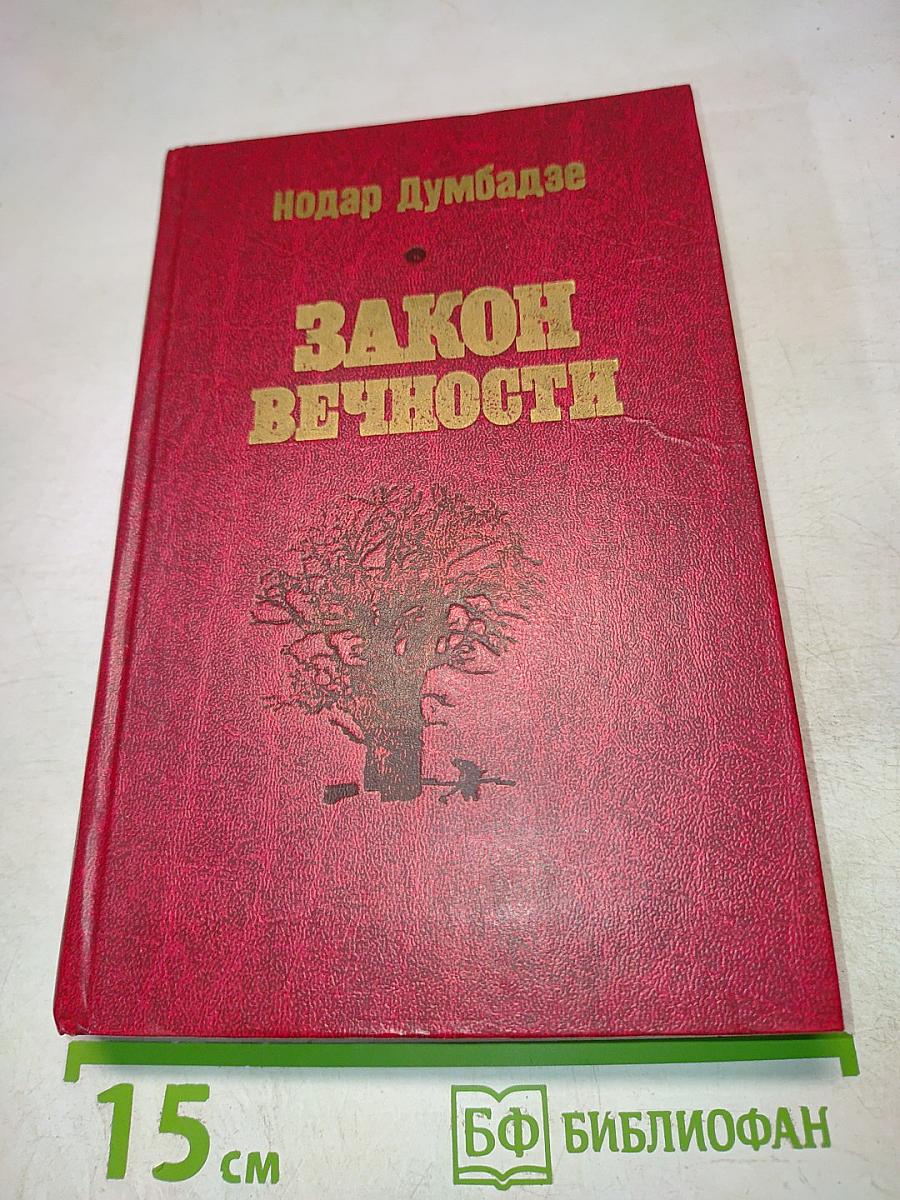 Нодар Думбадзе
ЗАКОН
ВЕЧНОСТИ
15 см
БФ БИБЛИОФАН